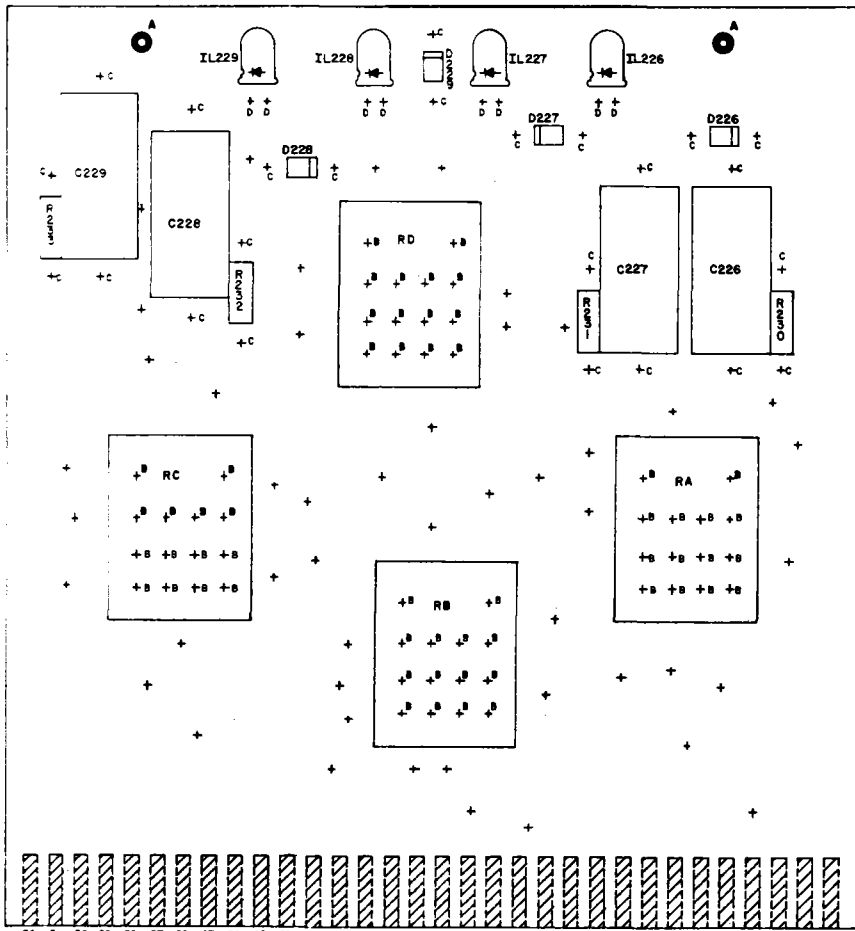 A A
C
IL229 IL228 D229 IL227 IL226
C
D D D D C D D D D
C D227 D226
C C C C
D228
C C C C C
C229
R233 C228 RD B B
C C C
B B B B C227 C226
R232
C C B B B B R231 R230
C
C B B B B
C C C C
B RC B B RA B
B B B B B B B B
B B B B B B B B
B B B B B B B B
B RB B
B B B B
B B B B
B B B B